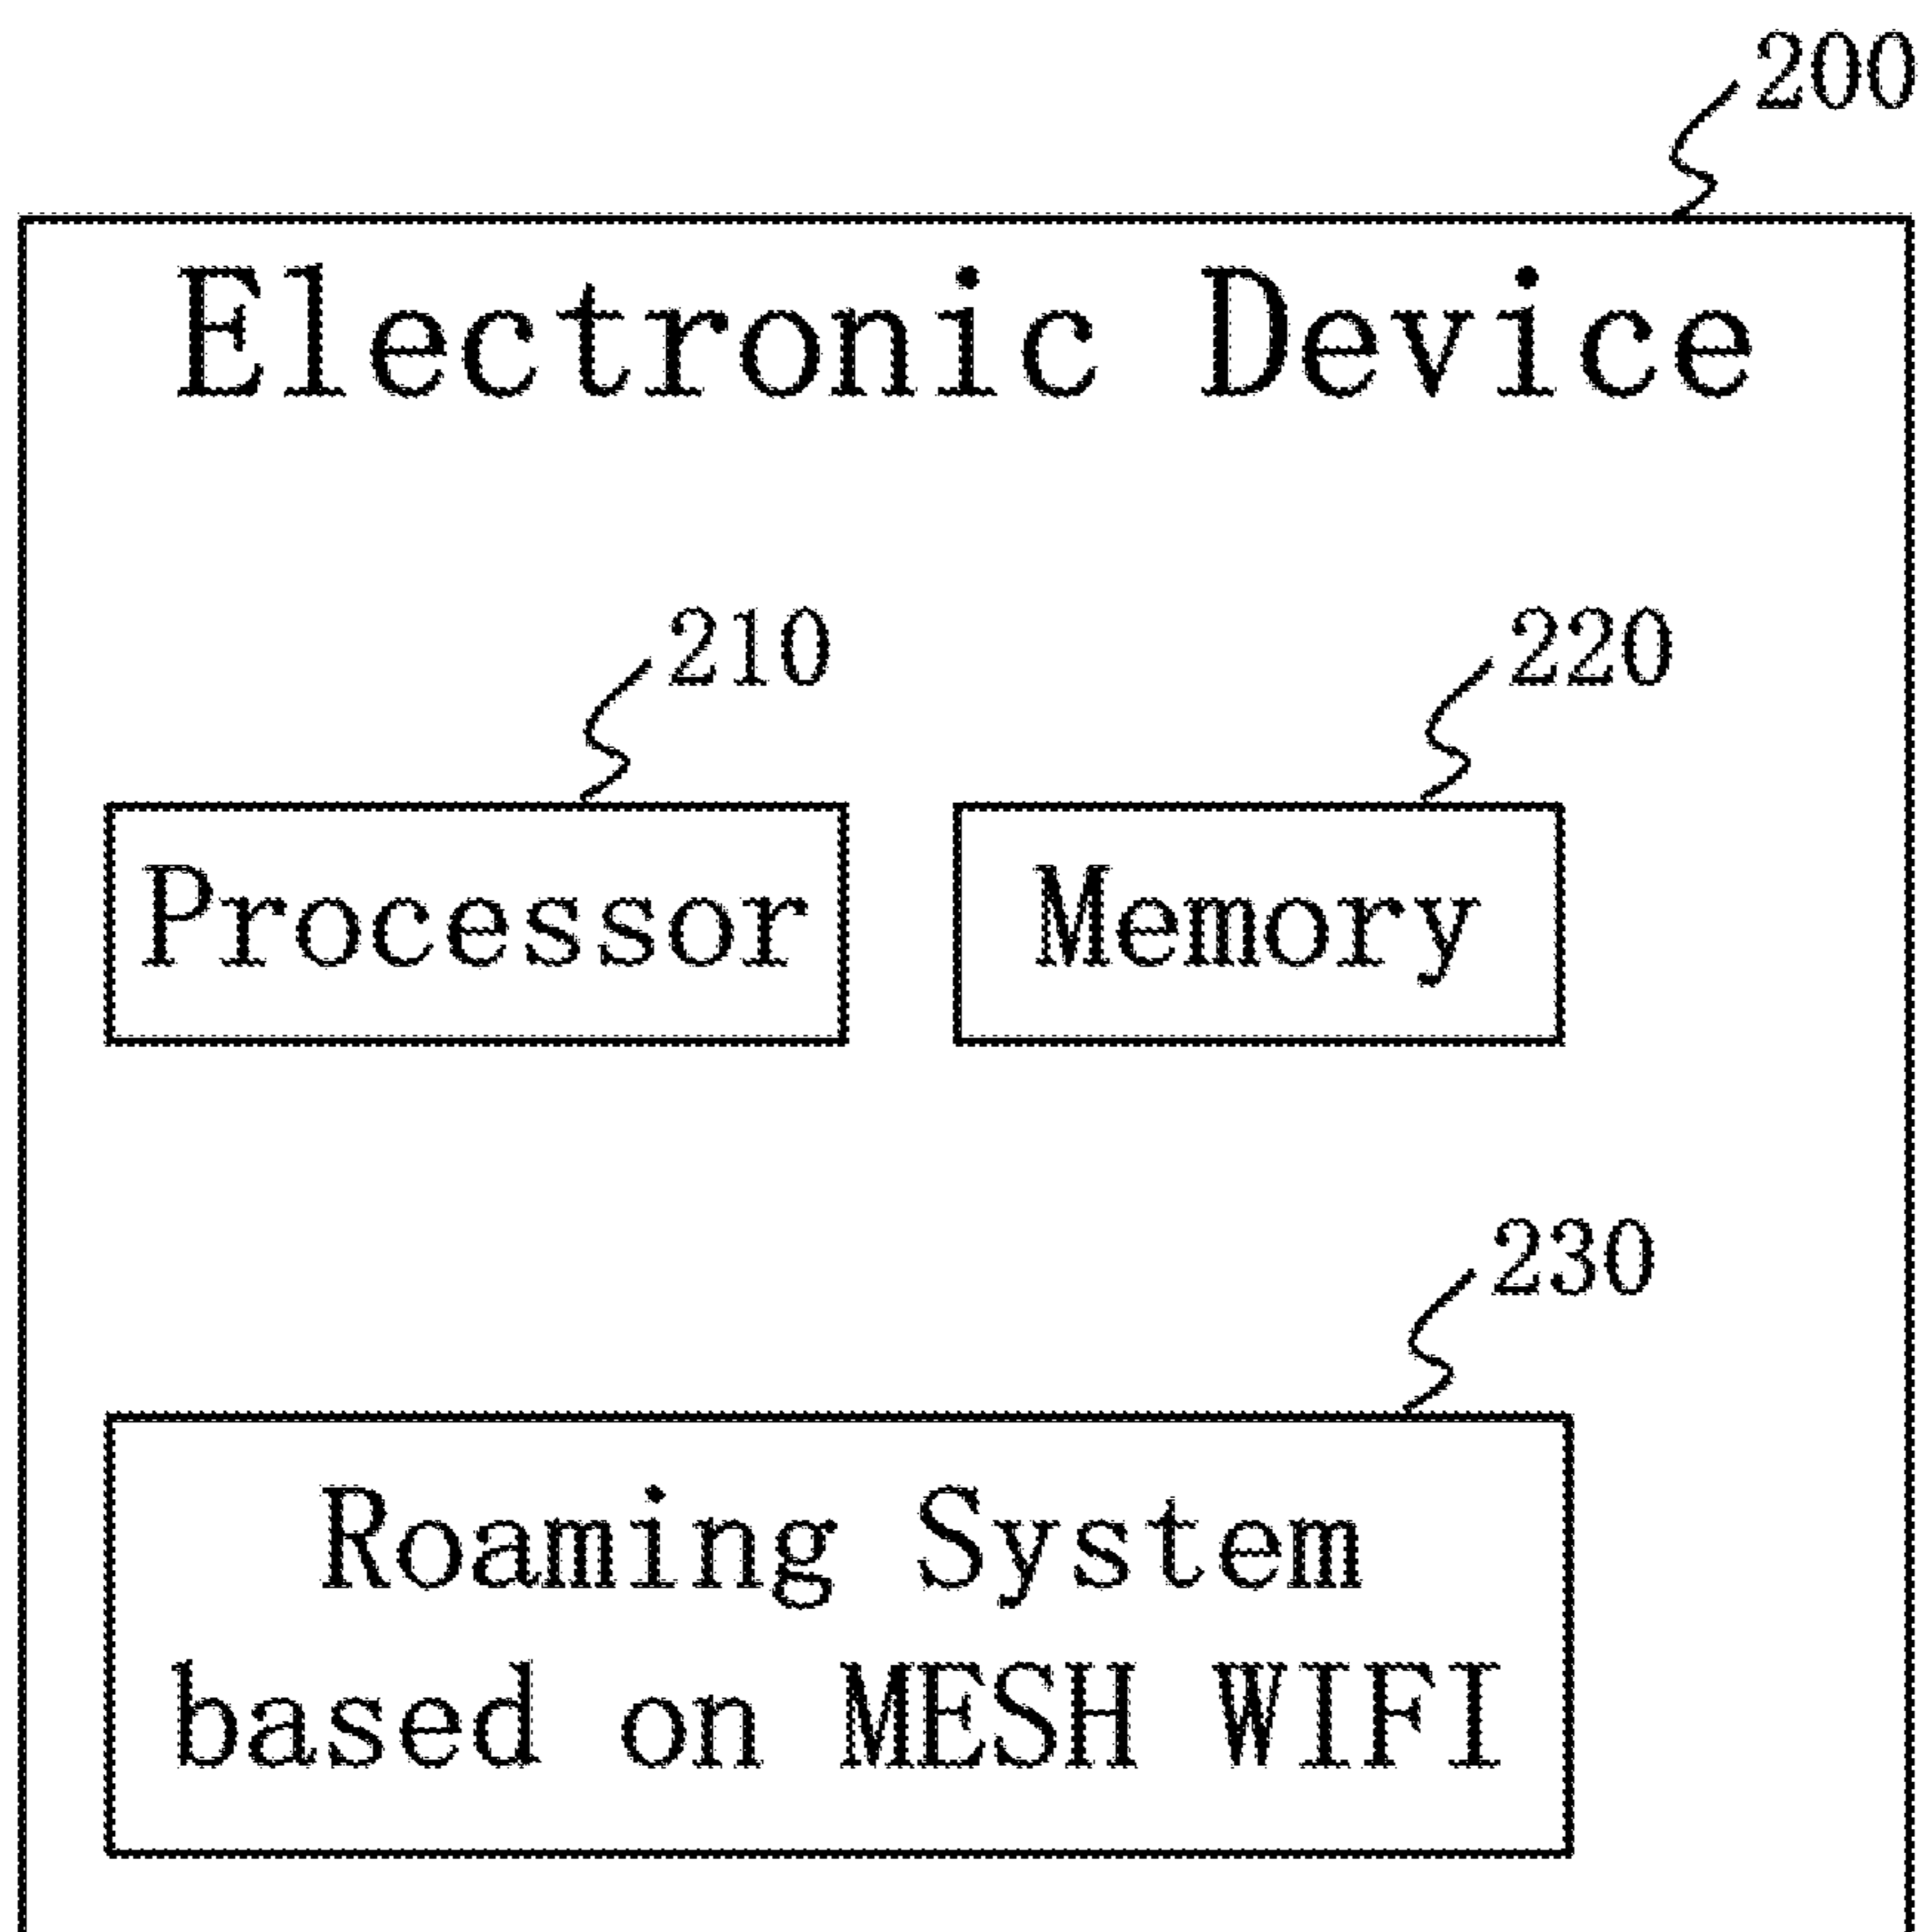 200
Electronic Device
210
220
Processor
Memory
230
Roaming System
based on MESH WIFI